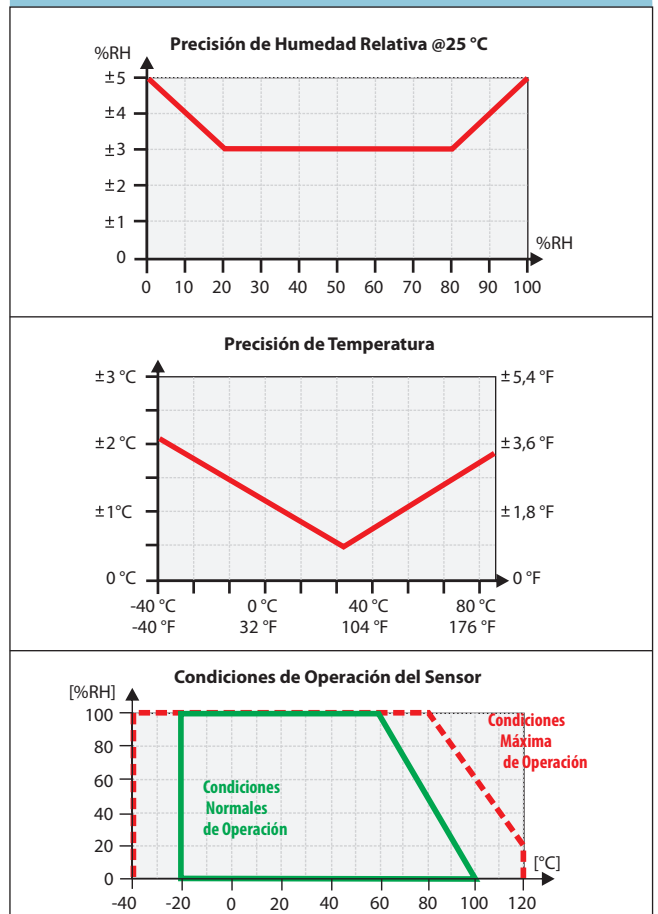 Precisión de Humedad Relativa @25 °C
%RH
±5
±4
±3
±2
±1
0
%RH
0 10 20 30 40 50 60 70 80 90 100
Precisión de Temperatura
±3 °C ±5,4 °F
±2 °C ±3,6 °F
±1°C ±1,8 °F
0 °C 0 °F
-40 °C 0 °C 40 °C 80 °C
-40 °F 32 °F 104 °F 176 °F
Condiciones de Operación del Sensor
[%RH]
100
80
60
40
20
0
Condiciones
Máxima
de Operación
Condiciones
Normales
de Operación
[°C]
-40 -20 0 20 40 60 80 100 120